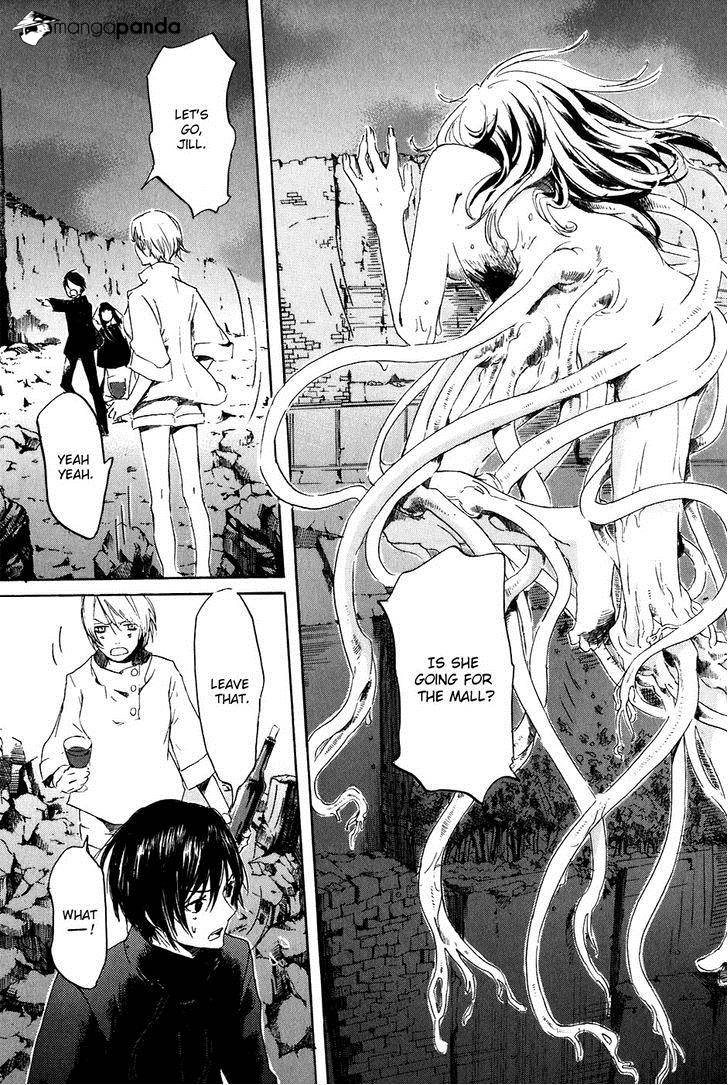 mangapanda
IS SHE
GOING FOR
THE MALL?
LET'S
GO,
JILL.
YEAH
YEAH.
LEAVE
THAT.
WHAT
—!